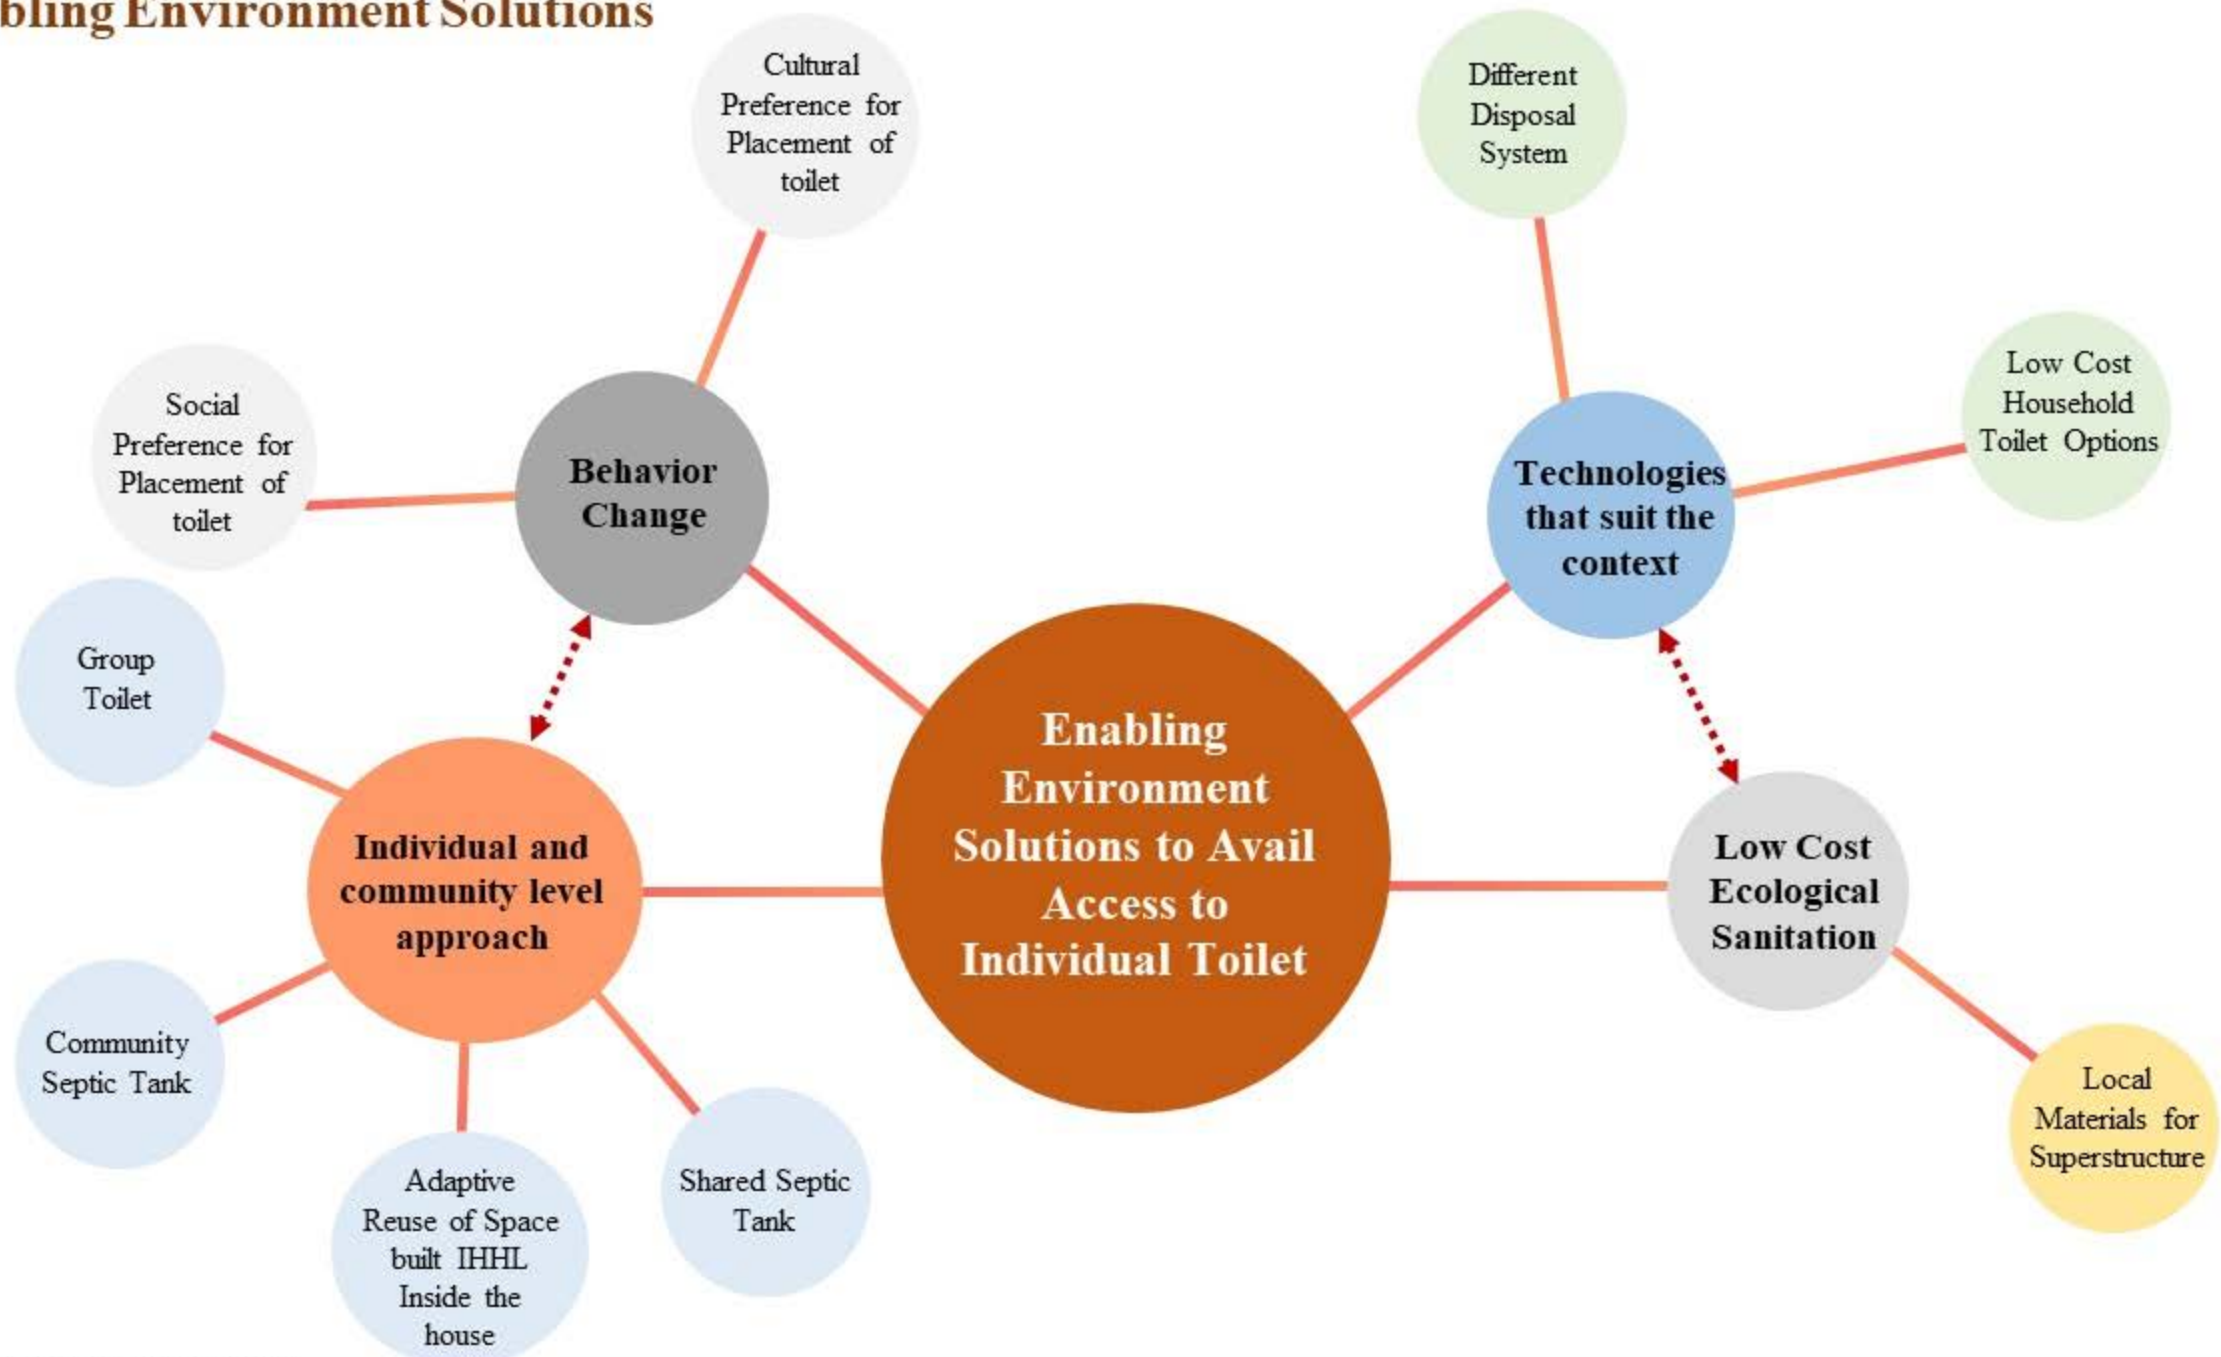 bling Environment Solutions
Cultural
Preference for
Placement of
toilet
Different
Disposal
System
Social
Preference for
Placement of
toilet
Behavior
Change
Technologies
that suit the
context
Low Cost
Household
Toilet Options
Group
Toilet
Individual and
community level
approach
Enabling
Environment
Solutions to Avail
Access to
Individual Toilet
Low Cost
Ecological
Sanitation
Community
Septic Tank
Adaptive
Reuse of Space
built IHHL
Inside the
house
Shared Septic
Tank
Local
Materials for
Superstructure